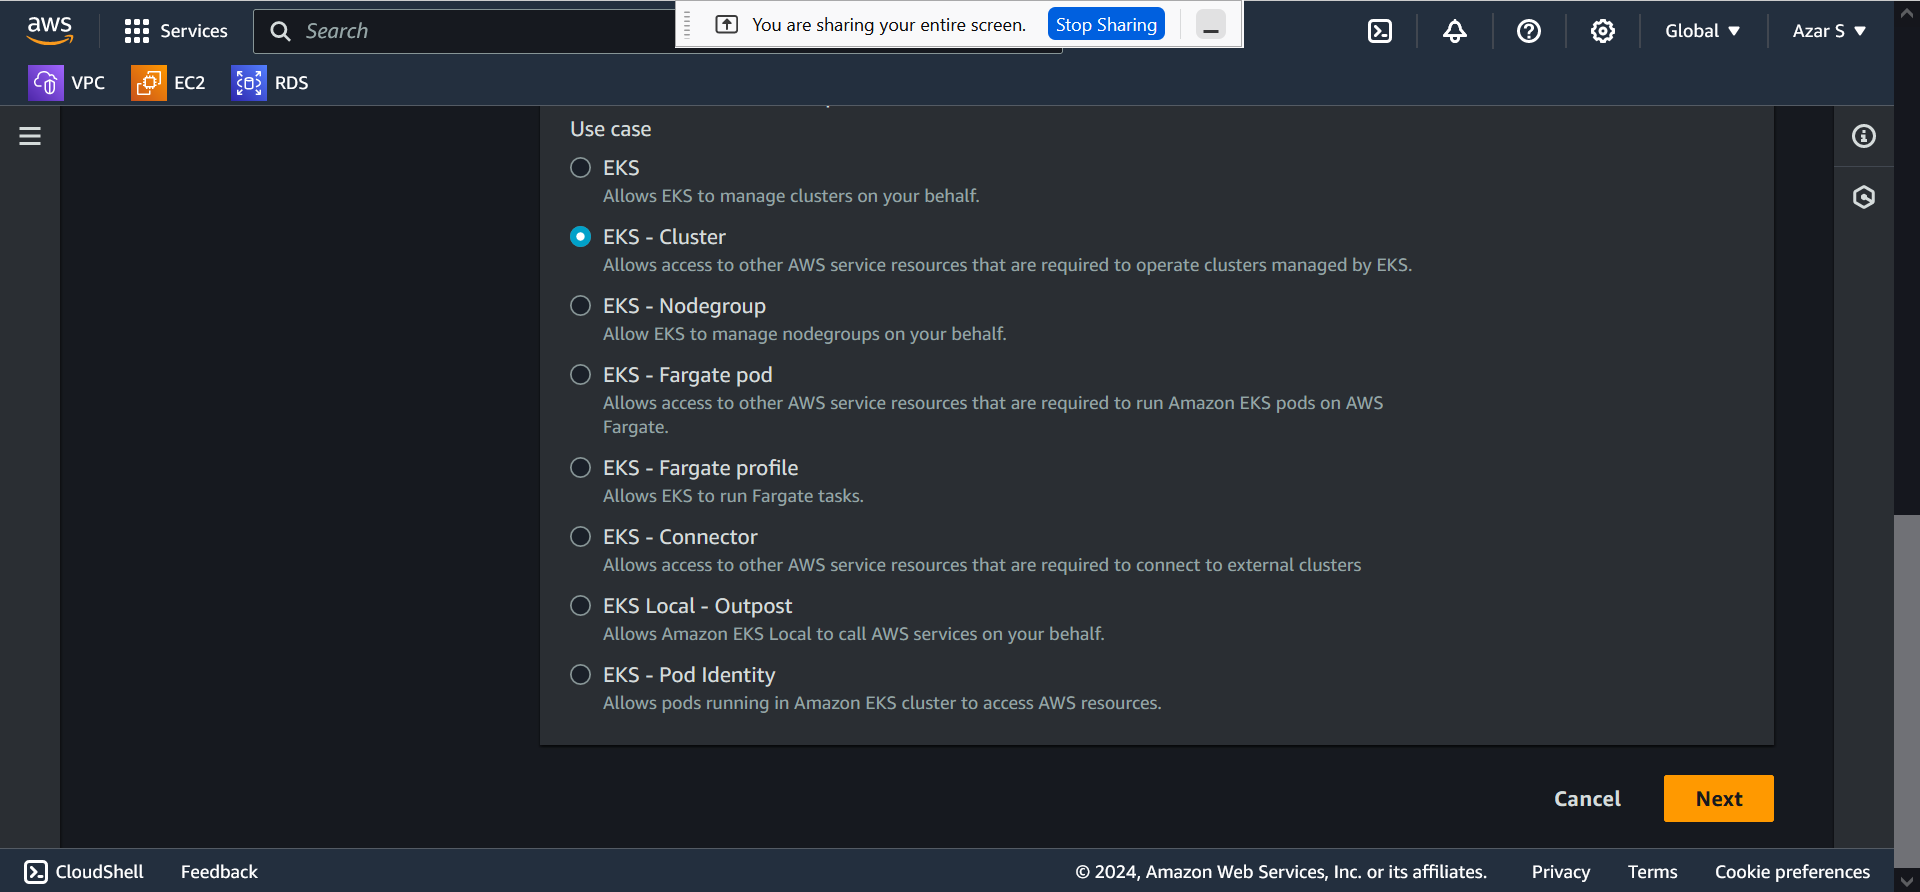 aws
Services
Search
You are sharing your entire screen.
Stop Sharing
Global
Azar S
VPC
EC2
RDS
Use case
EKS
Allows EKS to manage clusters on your behalf.
EKS - Cluster
Allows access to other AWS service resources that are required to operate clusters managed by EKS.
EKS - Nodegroup
Allow EKS to manage nodegroups on your behalf.
EKS - Fargate pod
Allows access to other AWS service resources that are required to run Amazon EKS pods on AWS
Fargate.
EKS - Fargate profile
Allows EKS to run Fargate tasks.
EKS - Connector
Allows access to other AWS service resources that are required to connect to external clusters
EKS Local - Outpost
Allows Amazon EKS Local to call AWS services on your behalf.
EKS - Pod Identity
Allows pods running in Amazon EKS cluster to access AWS resources.
Cancel
Next
CloudShell
Feedback
© 2024, Amazon Web Services, Inc. or its affiliates.
Privacy
Terms
Cookie preferences